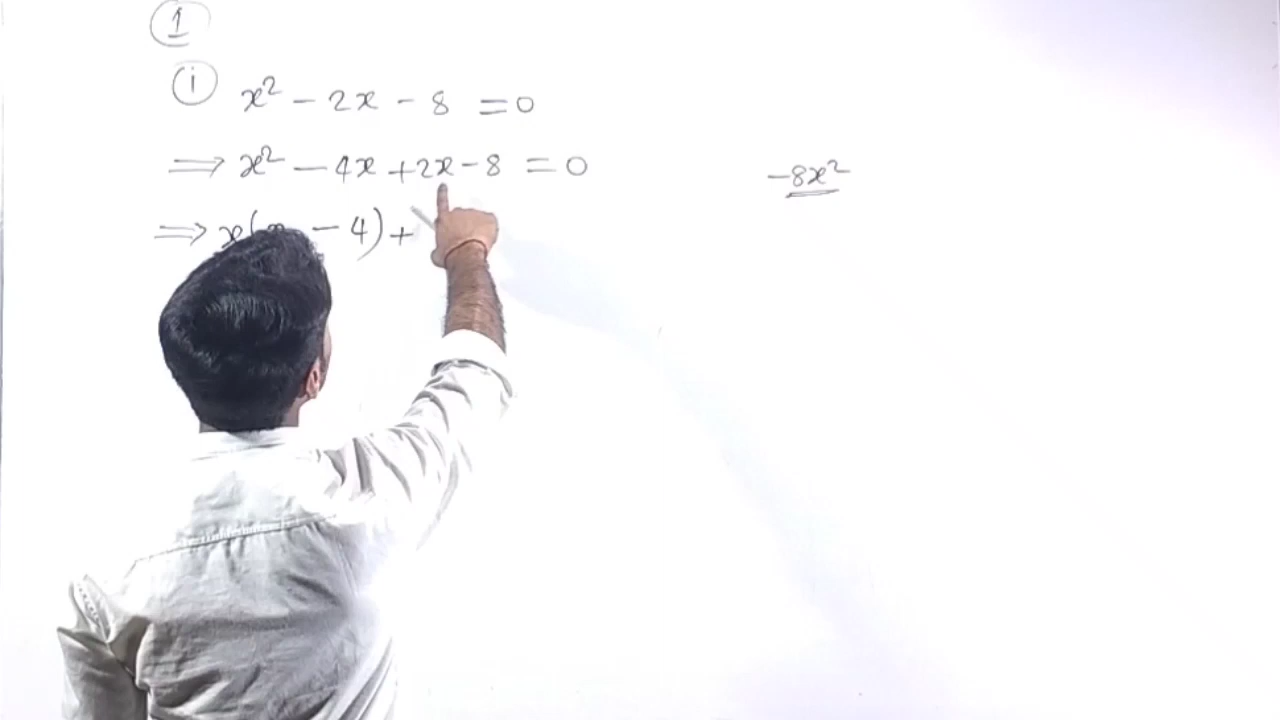 1
i x² - 2x - 8 = 0
⟹ x² - 4x + 2x - 8 = 0
-8x²
⟹ x( - 4) +